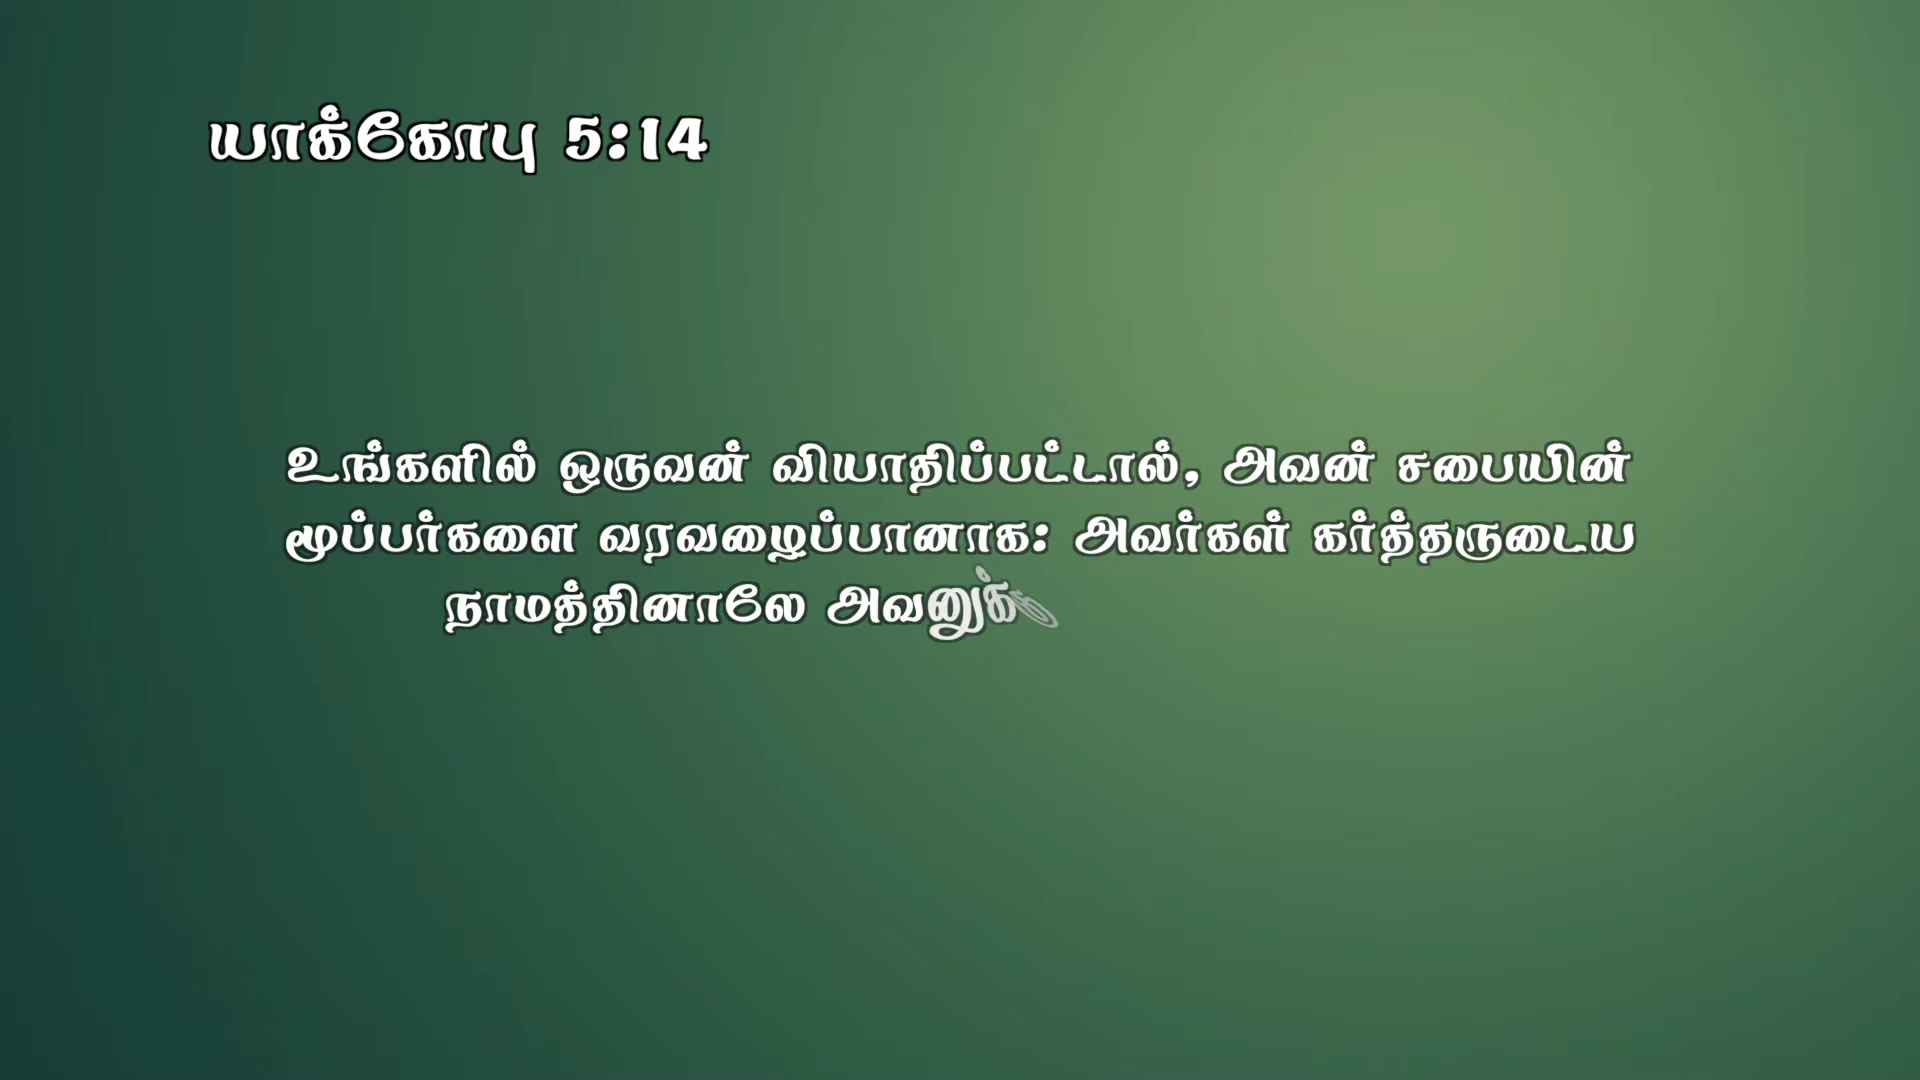 யாக்கோபு 5:14
உங்களில் ஒருவன் வியாதிப்பட்டால், அவன் சபையின்
மூப்பர்களை வரவழைப்பானாக: அவர்கள் கர்த்தருடைய
நாமத்தினாலே